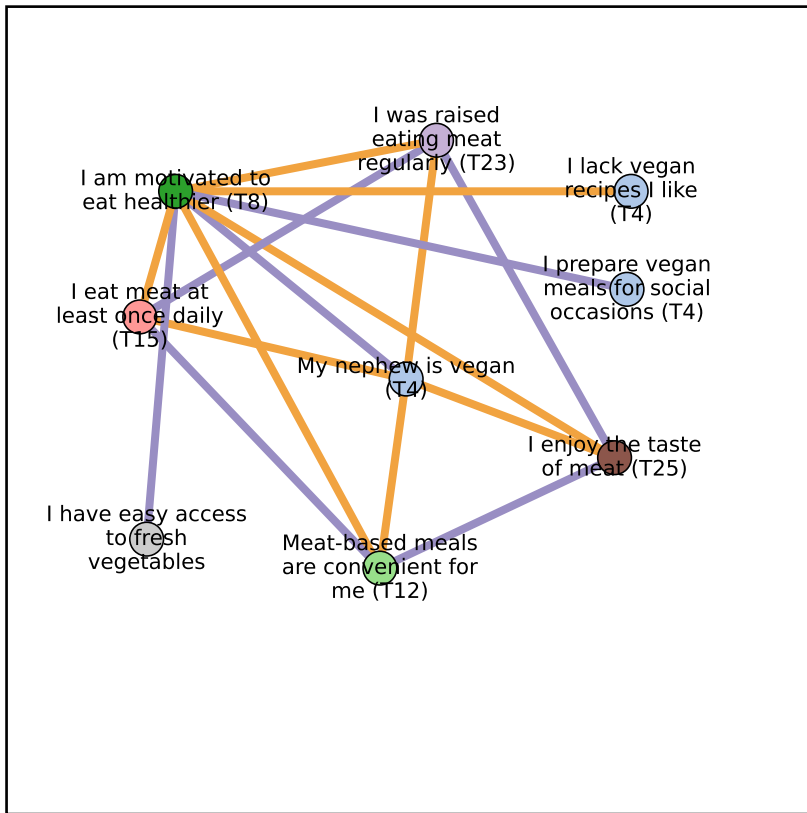 I was raised
eating meat
regularly (T23)
I am motivated to
eat healthier (T8)
I lack vegan
recipes I like
(T4)
I prepare vegan
meals for social
occasions (T4)
I eat meat at
least once daily
(T15)
My nephew is vegan
(T4)
I enjoy the taste
of meat (T25)
I have easy access
to fresh
vegetables
Meat-based meals
are convenient for
me (T12)